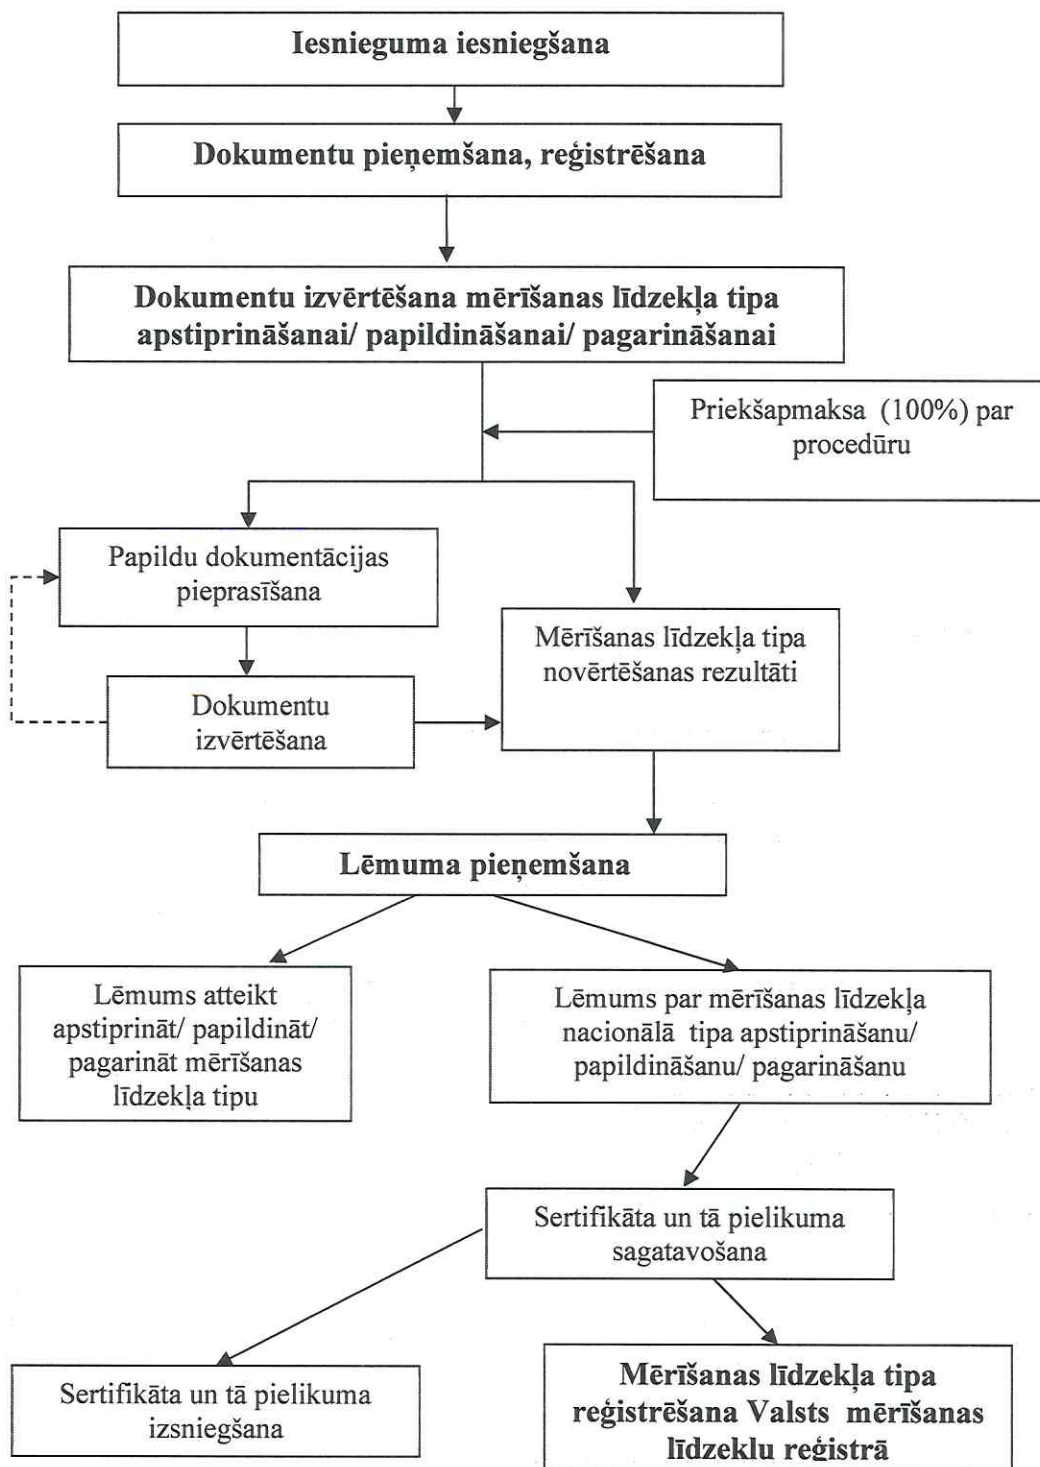 Iesnieguma iesniegšana
Dokumentu pieņemšana, reģistrēšana
Dokumentu izvērtēšana mērīšanas līdzekļa tipa
apstiprināšanai/ papildināšanai/ pagarināšanai
Priekšapmaksa (100%) par
procedūru
Papildu dokumentācijas
pieprasīšana
Mērīšanas līdzekļa tipa
novērtēšanas rezultāti
Dokumentu
izvērtēšana
Lēmuma pieņemšana
Lēmums atteikt
apstiprināt/ papildināt/
pagarināt mērīšanas
līdzekļa tipu
Lēmums par mērīšanas līdzekļa
nacionālā tipa apstiprināšanu/
papildināšanu/ pagarināšanu
Sertifikāta un tā pielikuma
sagatavošana
Sertifikāta un tā pielikuma
izsniegšana
Mērīšanas līdzekļa tipa
reģistrēšana Valsts mērīšanas
līdzeklu reģistrā